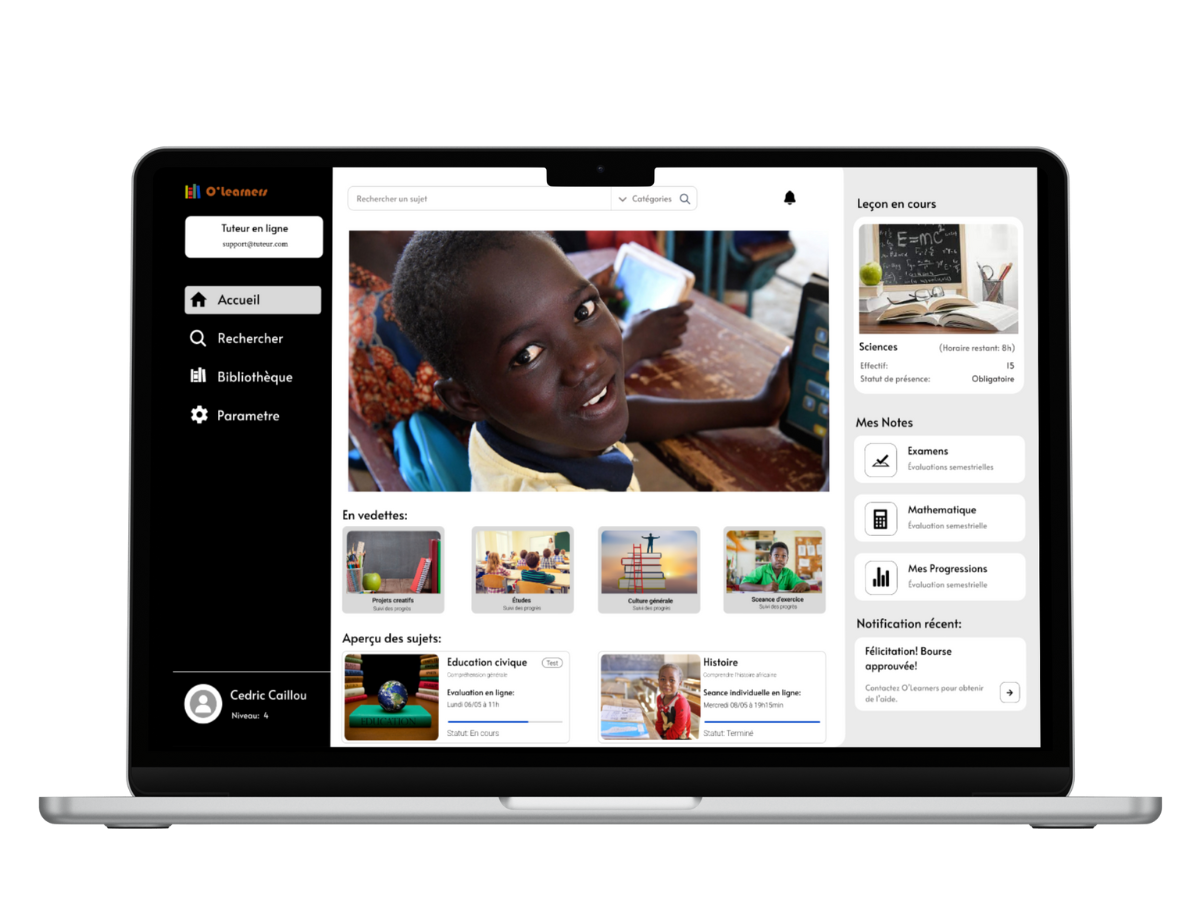 O'Learners
Tuteur en ligne
support@tuteur.com
Accueil
Rechercher
Bibliothèque
Parametre
Cedric Caillou
Niveau: 4
Rechercher un sujet
Catégories
En vedettes:
Projets creatifs
Suivi des progrès
Études
Suivi des progrès
Culture générale
Suivi des progrès
Sceance d'exercice
Suivi des progrès
Aperçu des sujets:
Education civique
Test
Compréhension générale
Evaluation en ligne:
Lundi 06/05 à 11h
Statut: En cours
EDUCATION
Histoire
Comprendre l'histoire africaine
Seance individuelle en ligne:
Mercredi 08/05 à 19h15min
Statut: Terminé
Leçon en cours
E=mc²
Sciences
(Horaire restant: 8h)
Effectif:
15
Statut de présence:
Obligatoire
Mes Notes
Examens
Évaluations semestrielles
Mathematique
Évaluation semestrielle
Mes Progressions
Évaluation semestrielle
Notification récent:
Félicitation! Bourse
approuvée!
Contactez O'Learners pour obtenir
de l'aide.